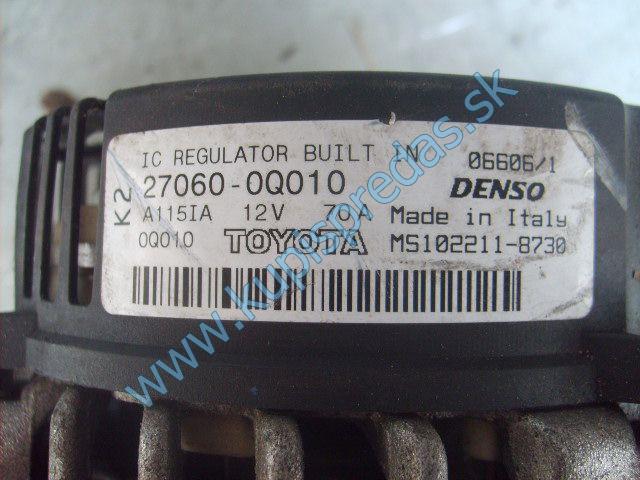 IC REGULATOR BUILT IN 06606/1
K2 27060-0Q010 DENSO
A115IA 12V 70A Made in Italy
0Q010 TOYOTA MS102211-8730
www.kupispredas.sk